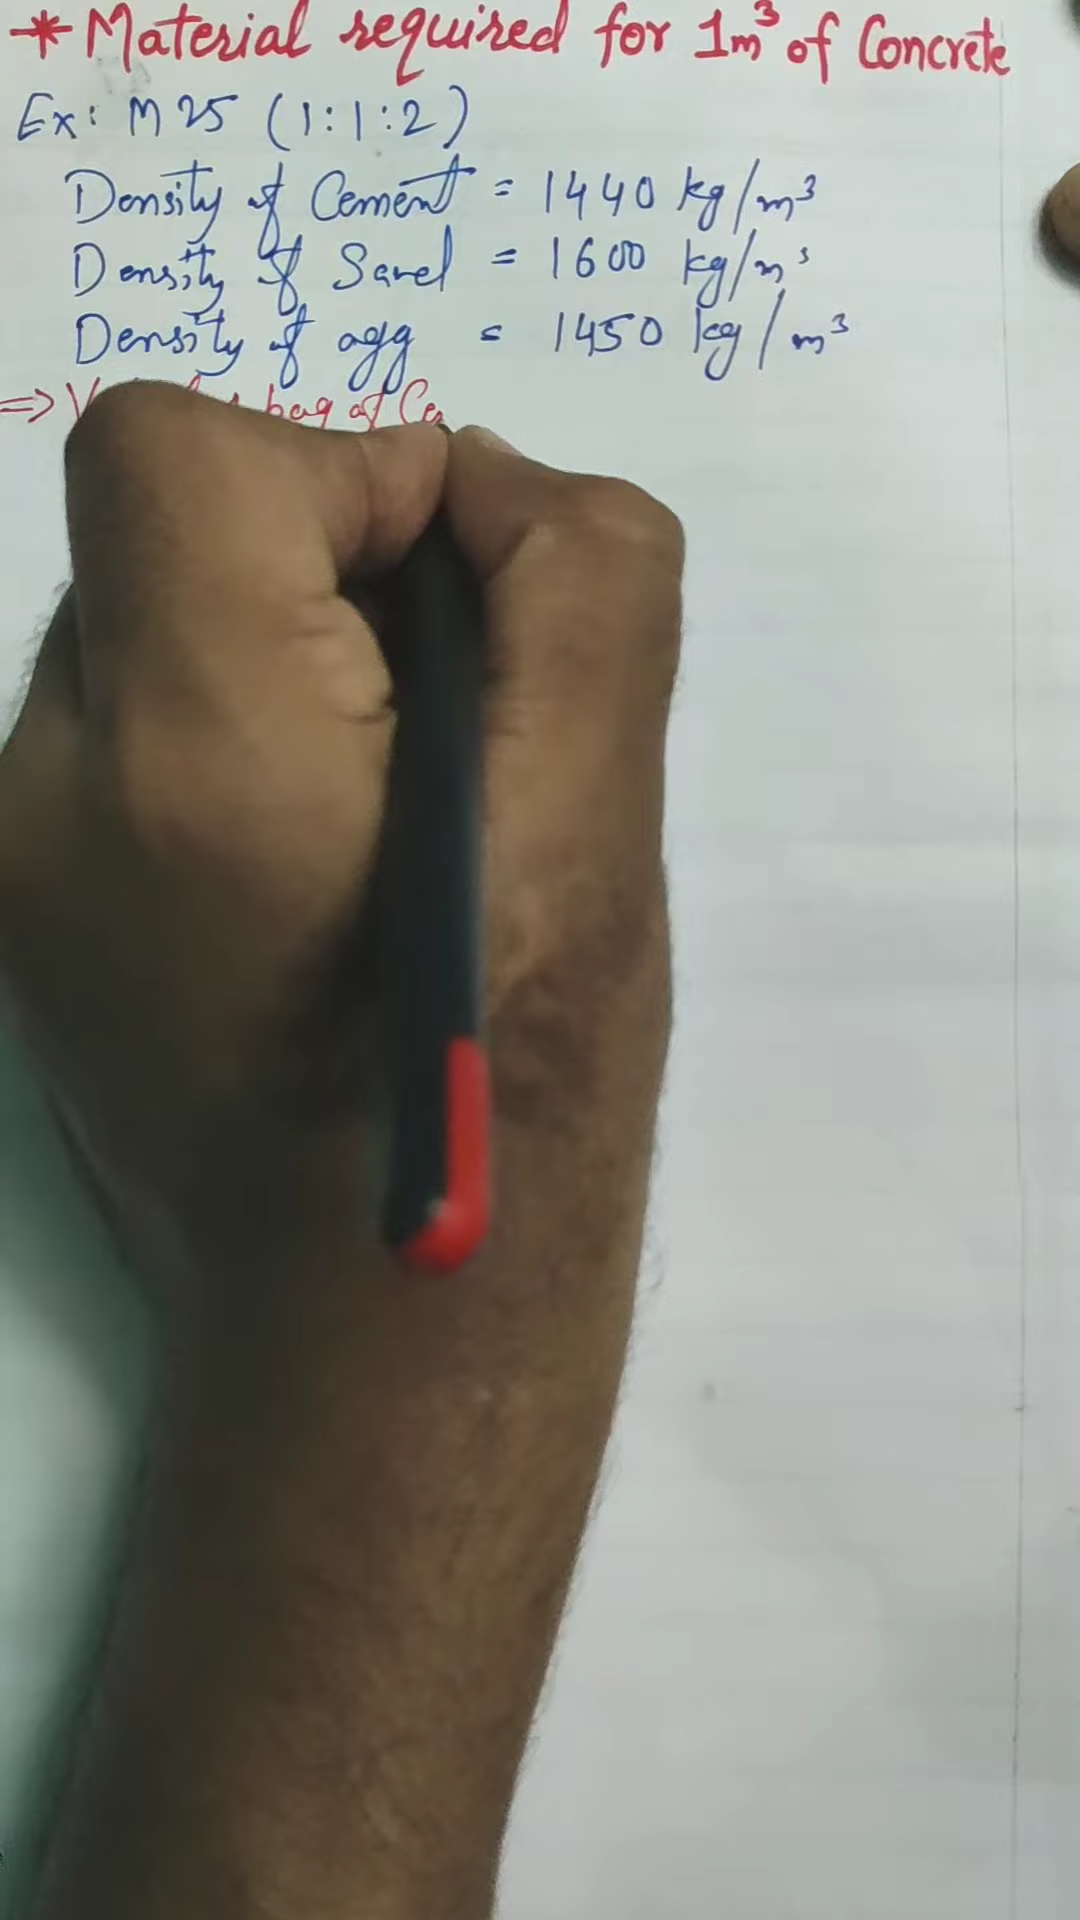 * Material required for 1m³ of Concrete
Ex: M25 (1:1:2)
Density of Cement = 1440 kg/m³
Density of Sand = 1600 kg/m³
Density of agg = 1450 kg/m³
⇒ bag of Ce